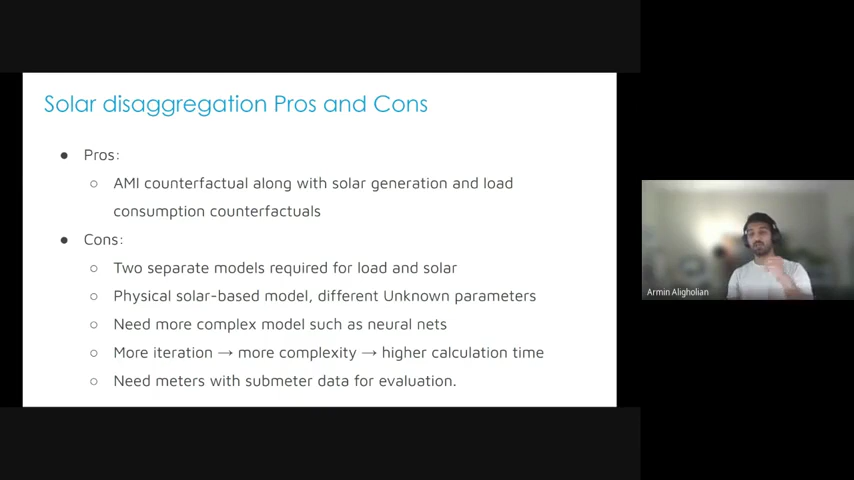 Solar disaggregation Pros and Cons
● Pros:
○ AMI counterfactual along with solar generation and load
consumption counterfactuals
● Cons:
○ Two separate models required for load and solar
○ Physical solar-based model, different Unknown parameters
○ Need more complex model such as neural nets
○ More iteration → more complexity → higher calculation time
○ Need meters with submeter data for evaluation.
Armin Aligholian